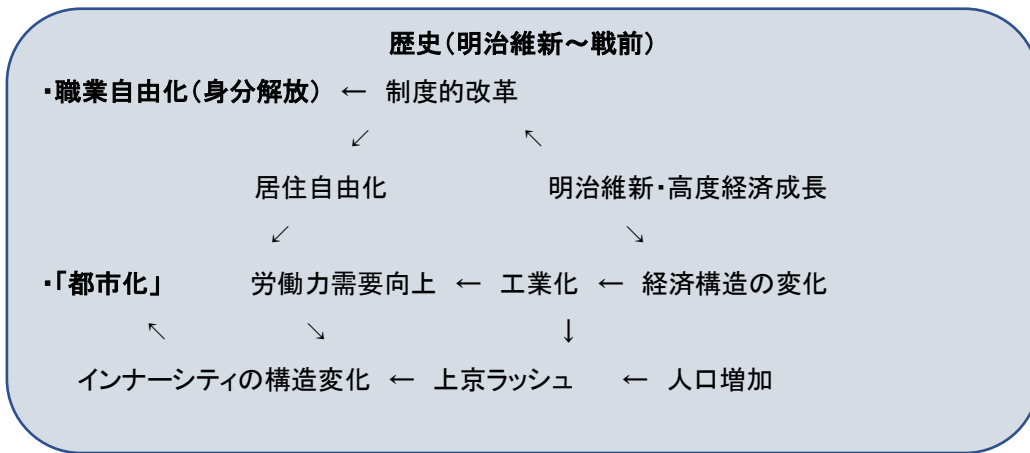 歴史(明治維新～戦前)
・職業自由化(身分解放) ← 制度的改革
↙ ↖
居住自由化 明治維新・高度経済成長
↙ ↘
・「都市化」 労働力需要向上 ← 工業化 ← 経済構造の変化
↖ ↘ ↓
インナーシティの構造変化 ← 上京ラッシュ ← 人口増加